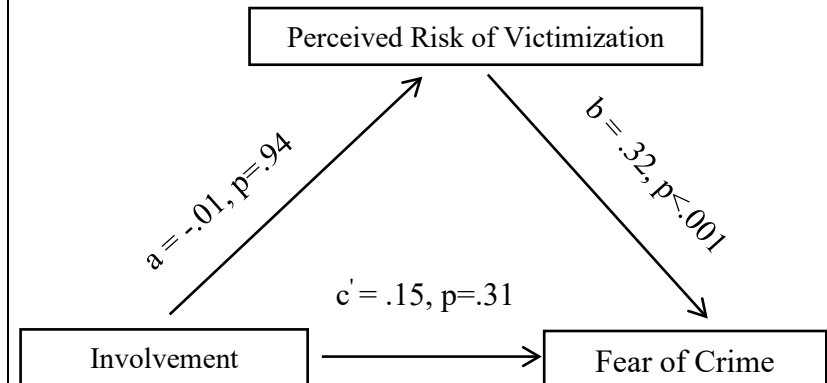 Perceived Risk of Victimization
a = -.01, p=.94
b = .32, p<.001
c' = .15, p=.31
Involvement
Fear of Crime